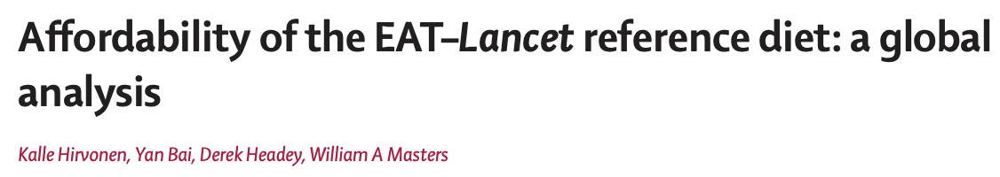 Affordability of the EAT–Lancet reference diet: a global
analysis
Kalle Hirvonen, Yan Bai, Derek Headey, William A Masters